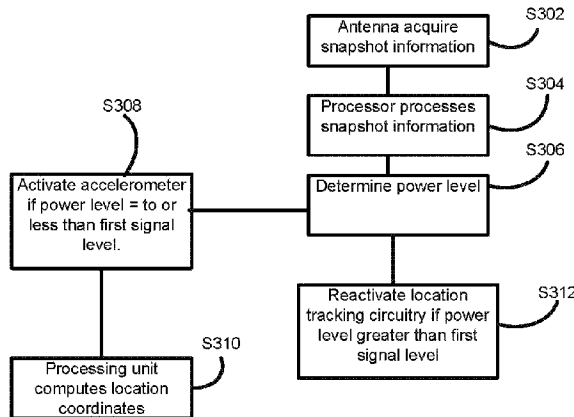 Antenna acquire
snapshot information
S302
Processor processes
snapshot information
S304
S306
Determine power level
S308
Activate accelerometer
if power level = to or
less than first signal
level.
Reactivate location
tracking circuitry if power
level greater than first
signal level
S312
S310
Processing unit
computes location
coordinates